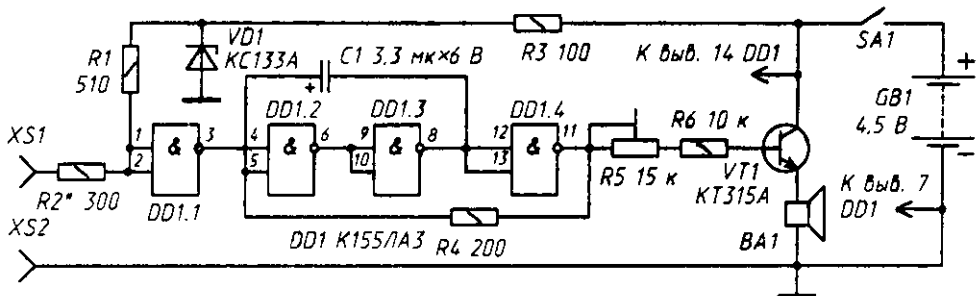 R1
510
VD1
КС133А
C1 3,3 мк×6 В
R3 100
К выв. 14 DD1
SA1
+
GB1
4,5 В
−
XS1
R2* 300
1
2
&
3
DD1.1
DD1.2
4
5
&
6
DD1.3
9
10
&
8
DD1.4
12
13
&
11
R6 10 к
R5 15 к
VT1
КТ315А
К выв. 7
DD1
XS2
DD1 К155ЛА3
R4 200
BA1
+